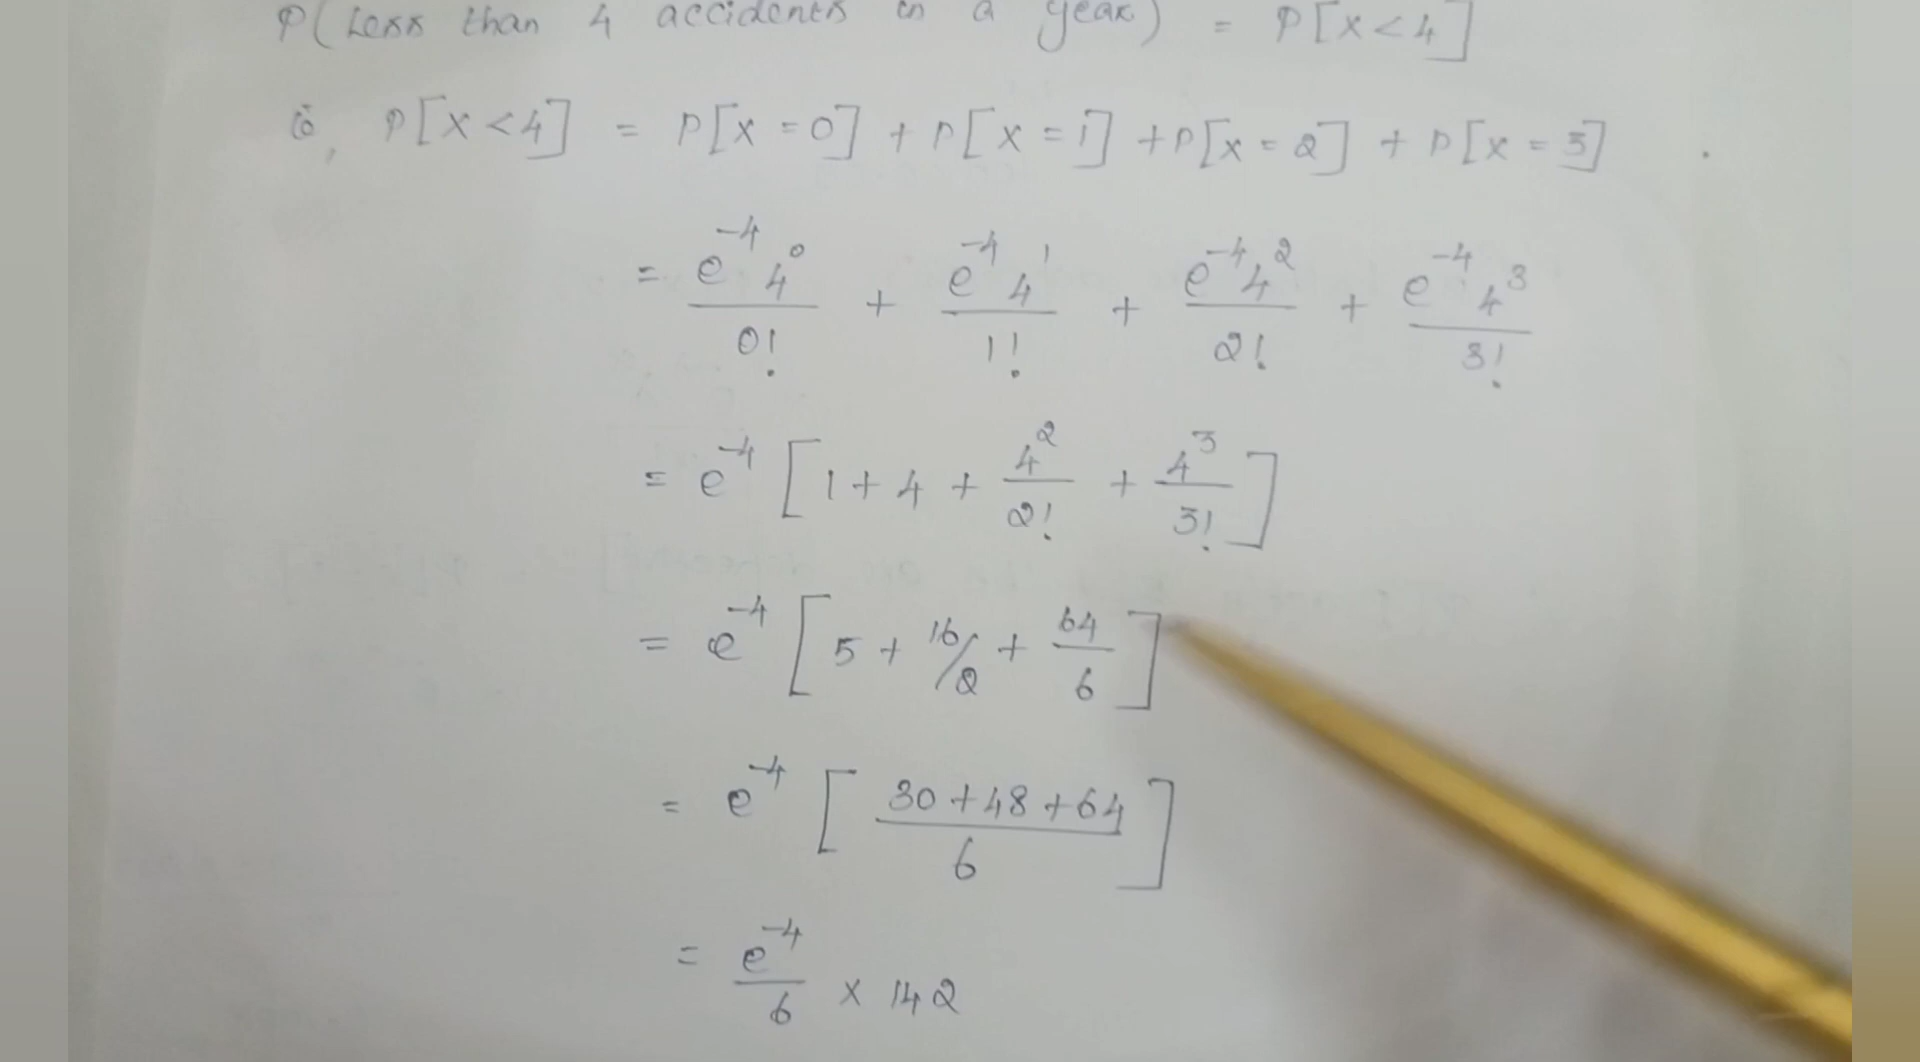 P(Less than 4 accidents in a year) = P[X<4]
io, P[X<4] = P[X=0] + P[X=1] + P[X=2] + P[X=3]
= e^-4 4^0 / 0! + e^-4 4^1 / 1! + e^-4 4^2 / 2! + e^-4 4^3 / 3!
= e^-4 [1 + 4 + 4^2 / 2! + 4^3 / 3!]
= e^-4 [5 + 16/2 + 64/6]
= e^-4 [30+48+64 / 6]
= e^-4 / 6 × 142